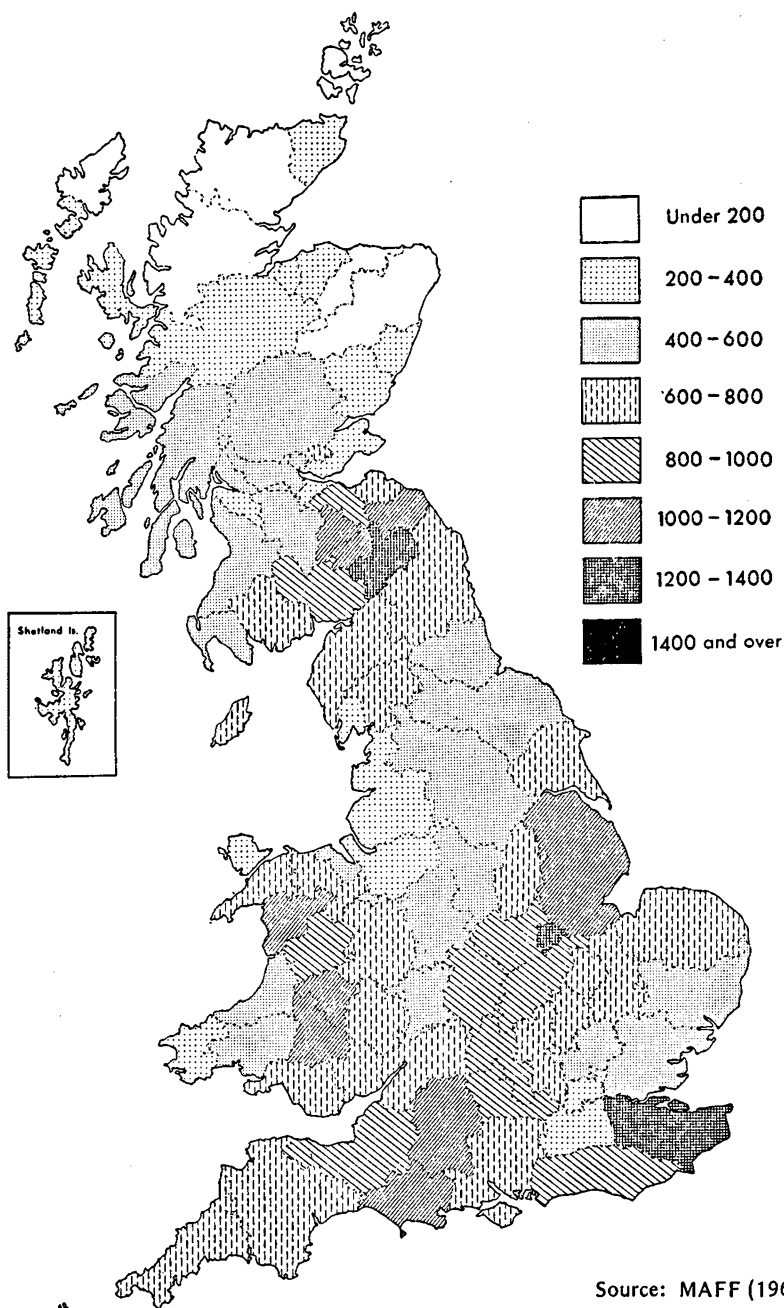 Under 200
200 – 400
400 – 600
600 – 800
800 – 1000
1000 – 1200
1200 – 1400
1400 and over
Shetland Is.
Source: MAFF (196